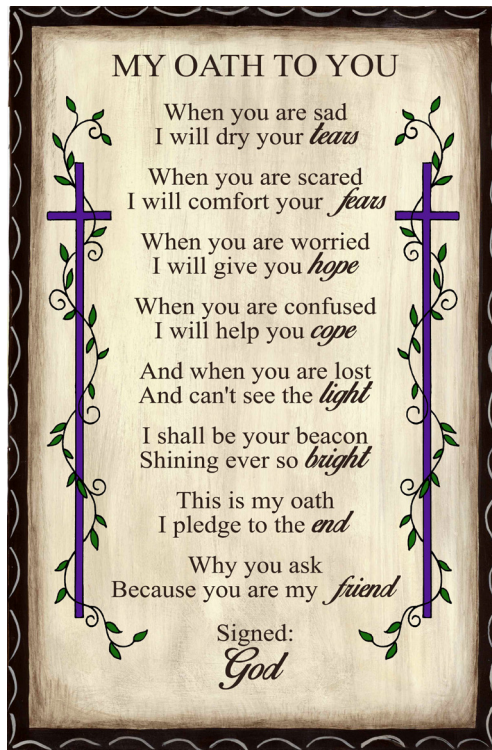 MY OATH TO YOU
When you are sad
I will dry your tears
When you are scared
I will comfort your fears
When you are worried
I will give you hope
When you are confused
I will help you cope
And when you are lost
And can't see the light
I shall be your beacon
Shining ever so bright
This is my oath
I pledge to the end
Why you ask
Because you are my friend
Signed:
God